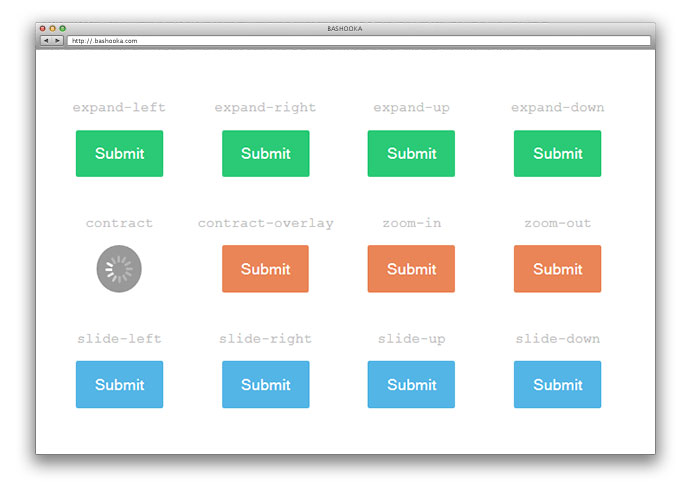 BASHOOKA
http://.bashooka.com
expand-left expand-right expand-up expand-down
Submit Submit Submit Submit
contract contract-overlay zoom-in zoom-out
Submit Submit Submit
slide-left slide-right slide-up slide-down
Submit Submit Submit Submit